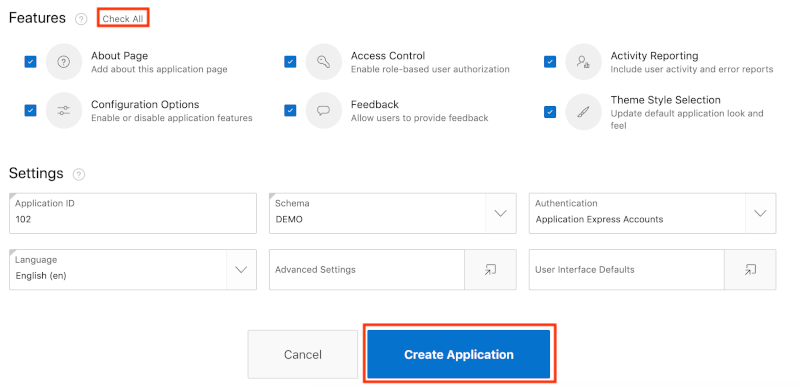 Features ? Check All
About Page
Add about this application page
Access Control
Enable role-based user authorization
Activity Reporting
Include user activity and error reports
Configuration Options
Enable or disable application features
Feedback
Allow users to provide feedback
Theme Style Selection
Update default application look and
feel
Settings ?
Application ID
102
Schema
DEMO
Authentication
Application Express Accounts
Language
English (en)
Advanced Settings
User Interface Defaults
Cancel
Create Application